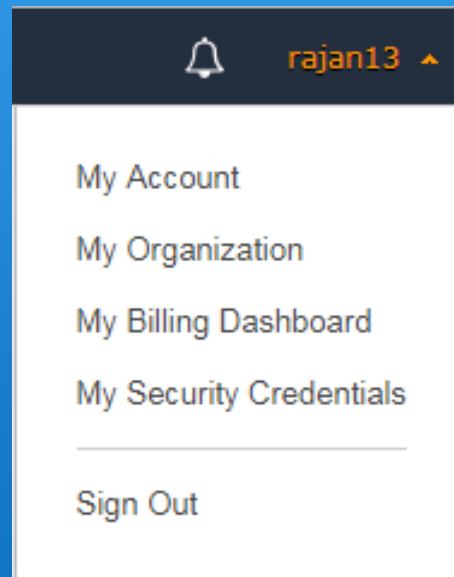 rajan13
My Account
My Organization
My Billing Dashboard
My Security Credentials
Sign Out